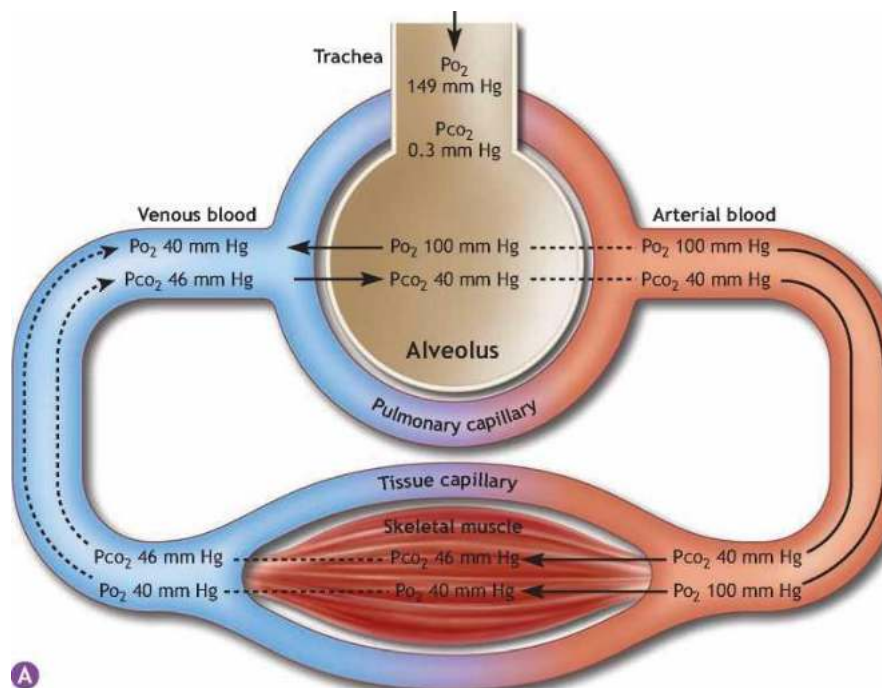 Trachea
Po₂
149 mm Hg
Pco₂
0.3 mm Hg
Venous blood
Arterial blood
Po₂ 40 mm Hg
Po₂ 100 mm Hg
Po₂ 100 mm Hg
Pco₂ 46 mm Hg
Pco₂ 40 mm Hg
Pco₂ 40 mm Hg
Alveolus
Pulmonary capillary
Tissue capillary
Skeletal muscle
Pco₂ 46 mm Hg
Pco₂ 46 mm Hg
Pco₂ 40 mm Hg
Po₂ 40 mm Hg
Po₂ 40 mm Hg
Po₂ 100 mm Hg
A